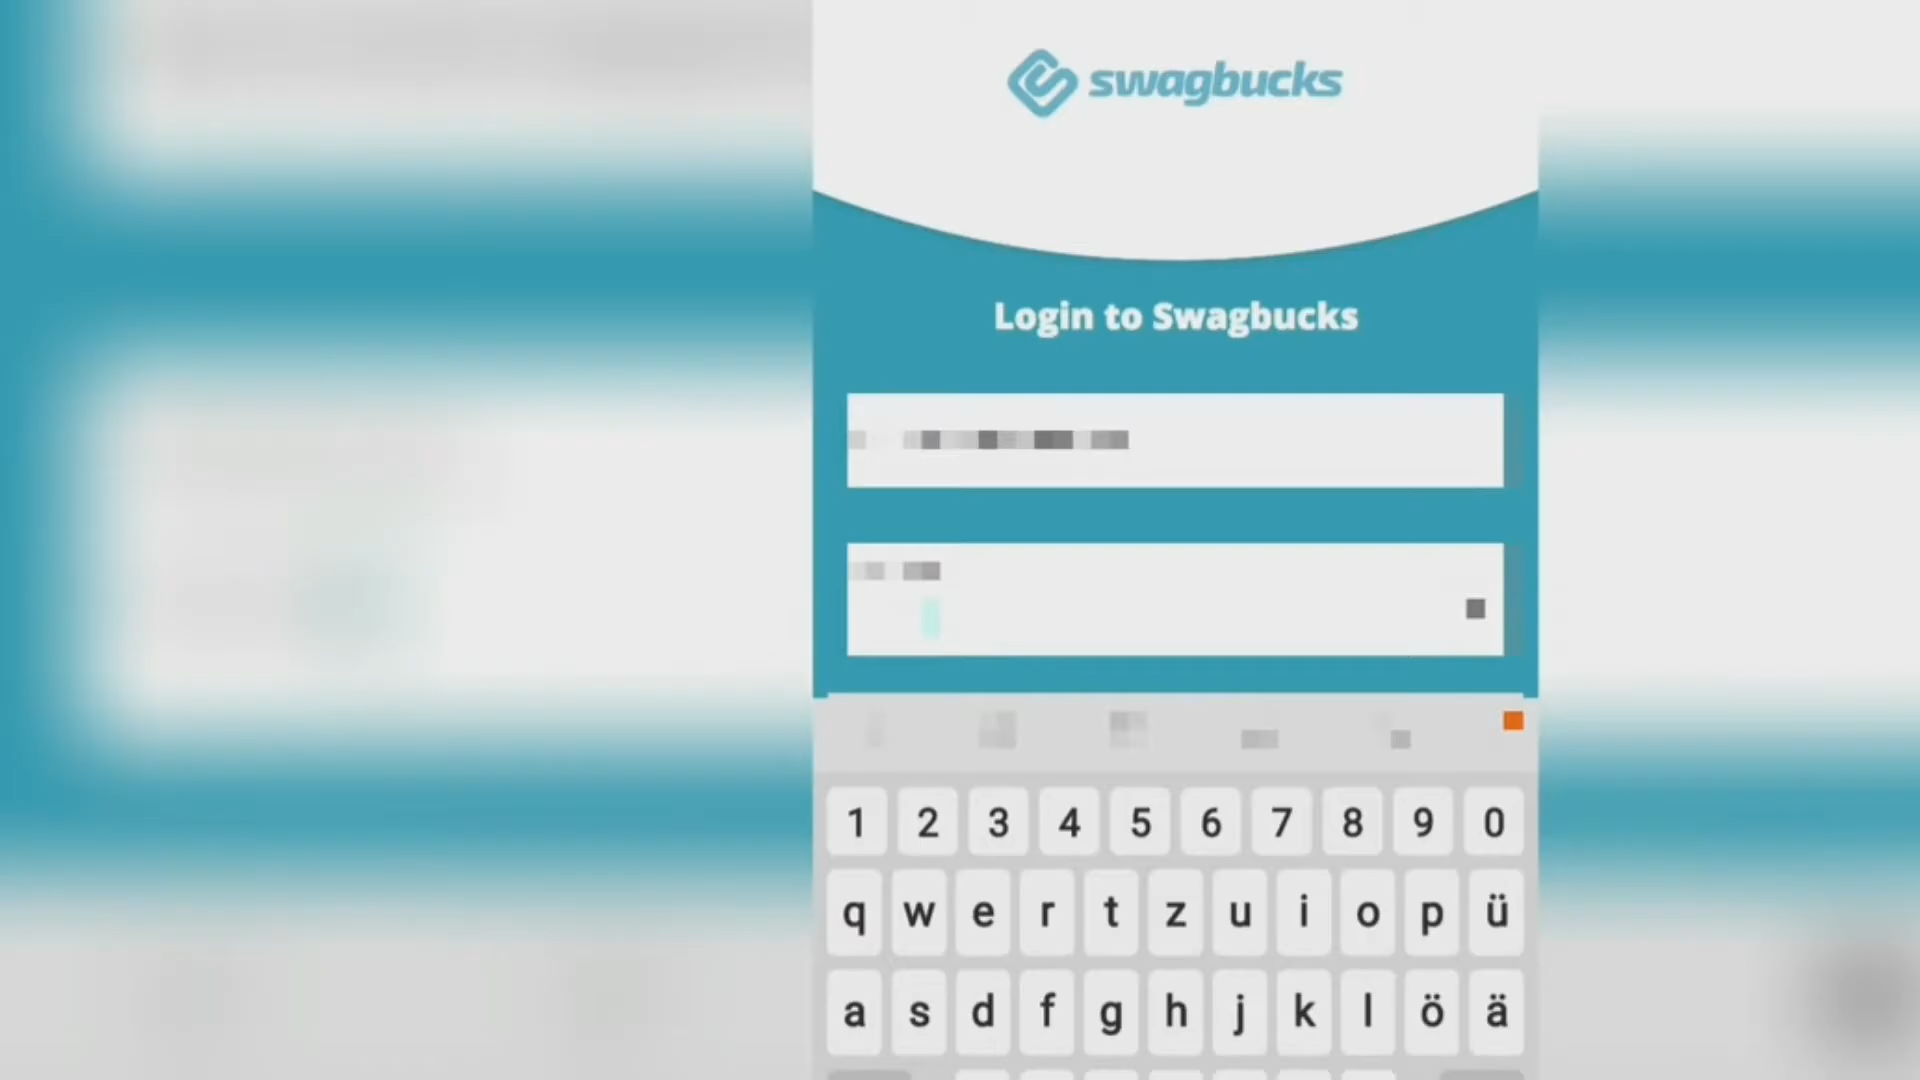 swagbucks
Login to Swagbucks
1 2 3 4 5 6 7 8 9 0
q w e r t z u i o p ü
a s d f g h j k l ö ä